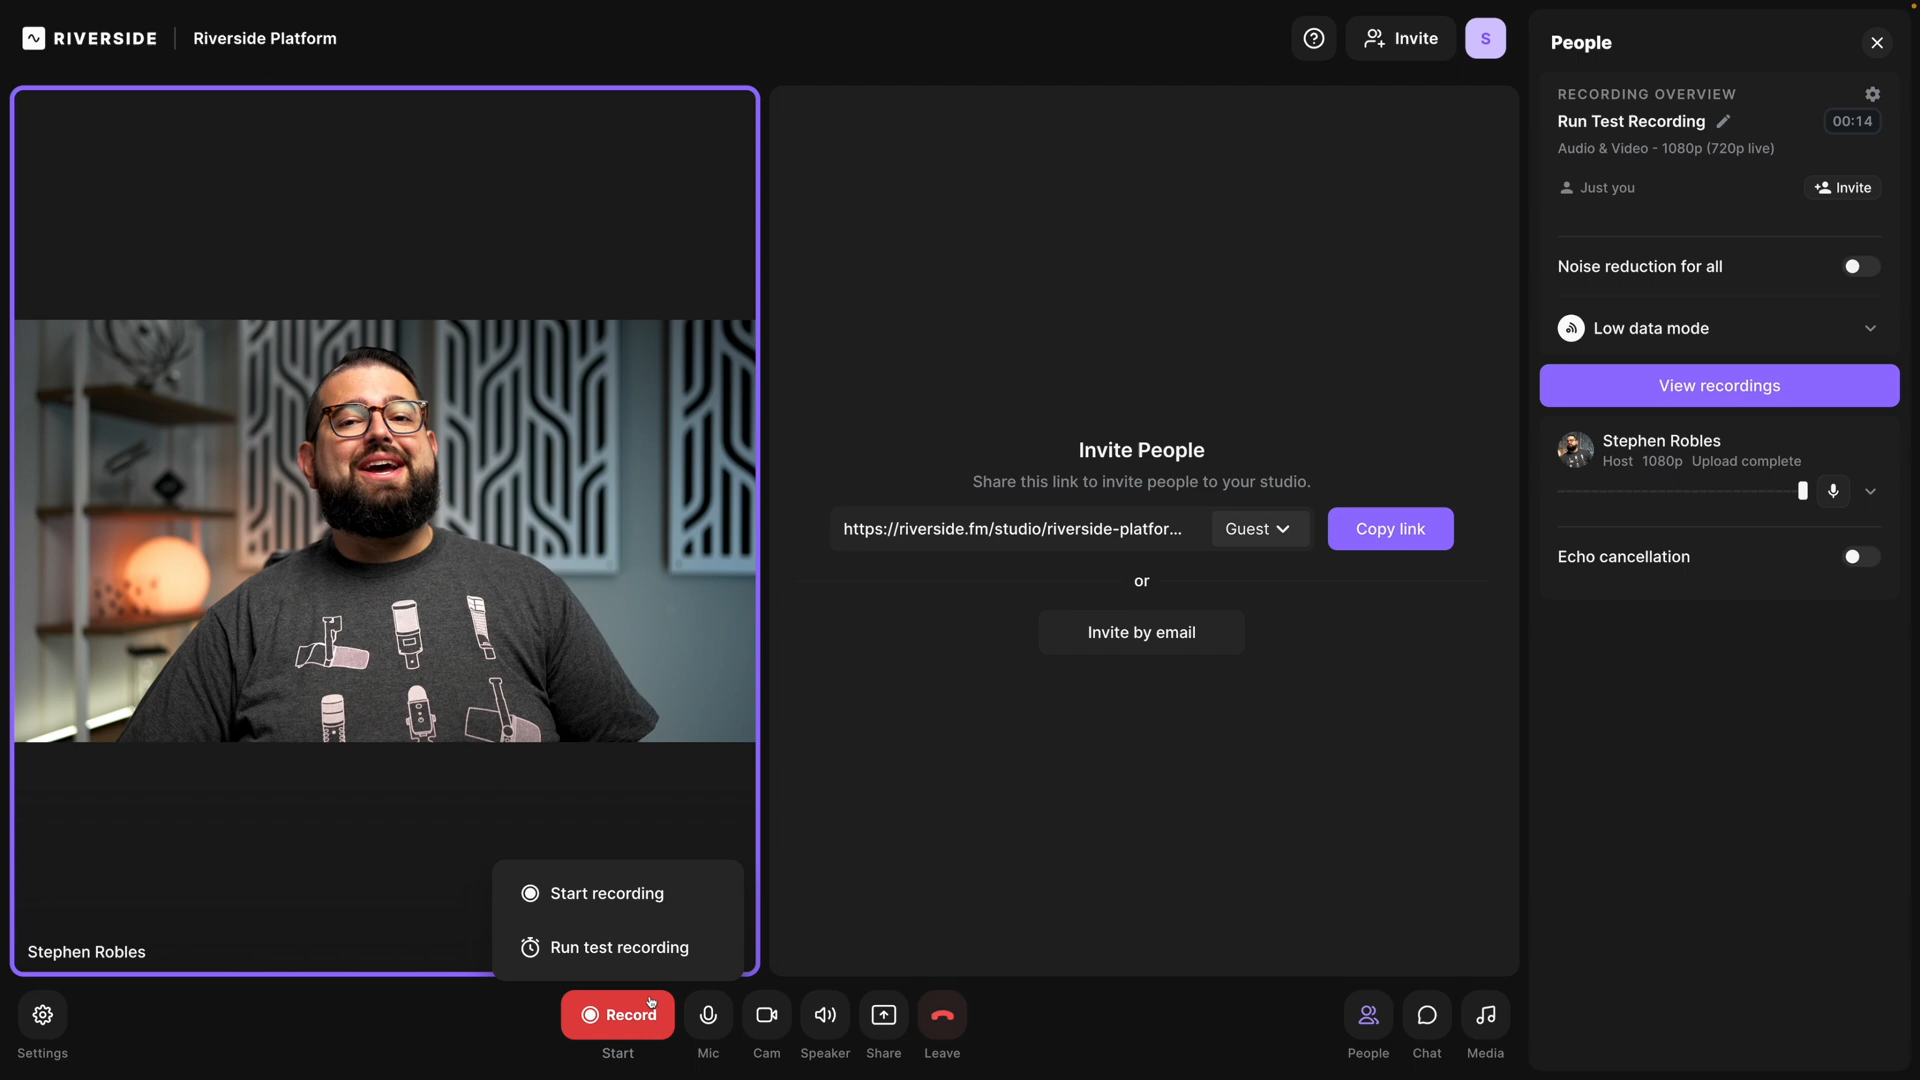 RIVERSIDE
Riverside Platform
Invite
S
Stephen Robles
Start recording
Run test recording
Invite People
Share this link to invite people to your studio.
https://riverside.fm/studio/riverside-platfor...
Guest
Copy link
or
Invite by email
Settings
Record
Start
Mic
Cam
Speaker
Share
Leave
People
Chat
Media
People
RECORDING OVERVIEW
Run Test Recording
00:14
Audio & Video - 1080p (720p live)
Just you
Invite
Noise reduction for all
Low data mode
View recordings
Stephen Robles
Host 1080p Upload complete
Echo cancellation